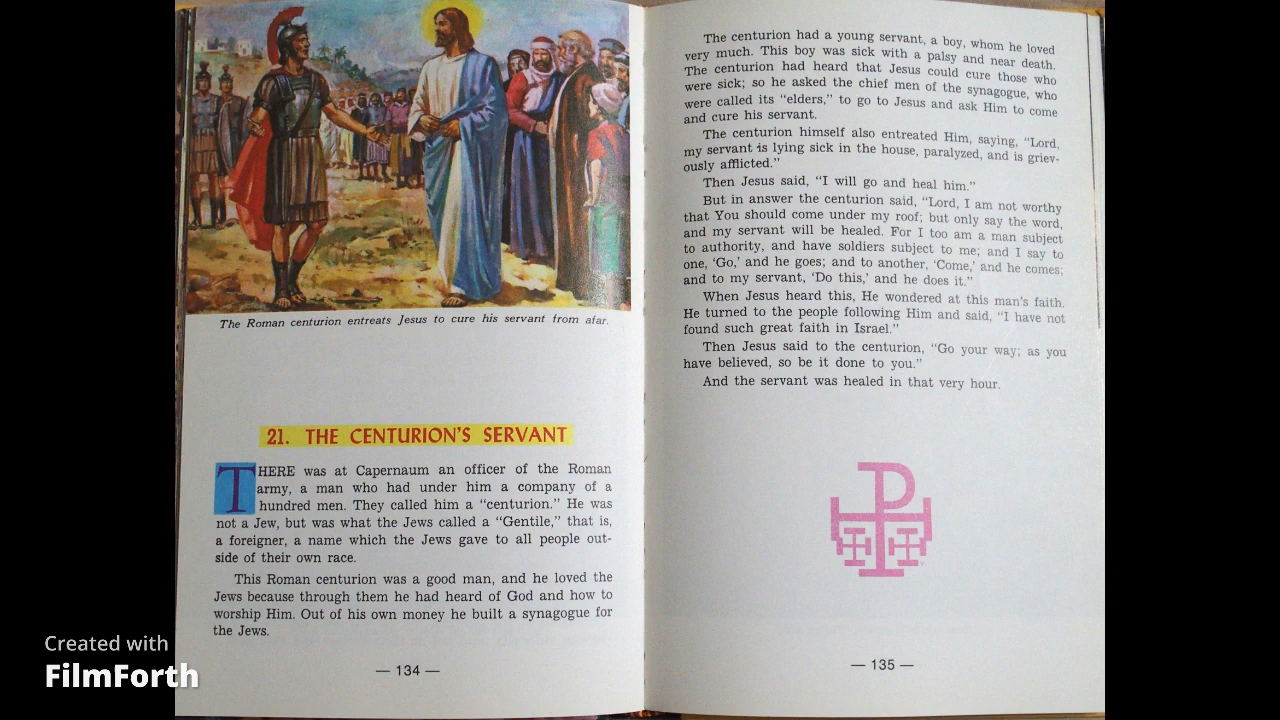 The Roman centurion entreats Jesus to cure his servant from afar.
21. THE CENTURION'S SERVANT
THERE was at Capernaum an officer of the Roman
army, a man who had under him a company of a
hundred men. They called him a “centurion.” He was
not a Jew, but was what the Jews called a “Gentile,” that is,
a foreigner, a name which the Jews gave to all people out-
side of their own race.
This Roman centurion was a good man, and he loved the
Jews because through them he had heard of God and how to
worship Him. Out of his own money he built a synagogue for
the Jews.
— 134 —
The centurion had a young servant, a boy, whom he loved
very much. This boy was sick with a palsy and near death.
The centurion had heard that Jesus could cure those who
were sick; so he asked the chief men of the synagogue, who
were called its “elders,” to go to Jesus and ask Him to come
and cure his servant.
The centurion himself also entreated Him, saying, “Lord,
my servant is lying sick in the house, paralyzed, and is griev-
ously afflicted.”
Then Jesus said, “I will go and heal him.”
But in answer the centurion said, “Lord, I am not worthy
that You should come under my roof; but only say the word,
and my servant will be healed. For I too am a man subject
to authority, and have soldiers subject to me; and I say to
one, ‘Go,’ and he goes; and to another, ‘Come,’ and he comes;
and to my servant, ‘Do this,’ and he does it.”
When Jesus heard this, He wondered at this man's faith.
He turned to the people following Him and said, “I have not
found such great faith in Israel.”
Then Jesus said to the centurion, “Go your way; as you
have believed, so be it done to you.”
And the servant was healed in that very hour.
— 135 —
Created with
FilmForth